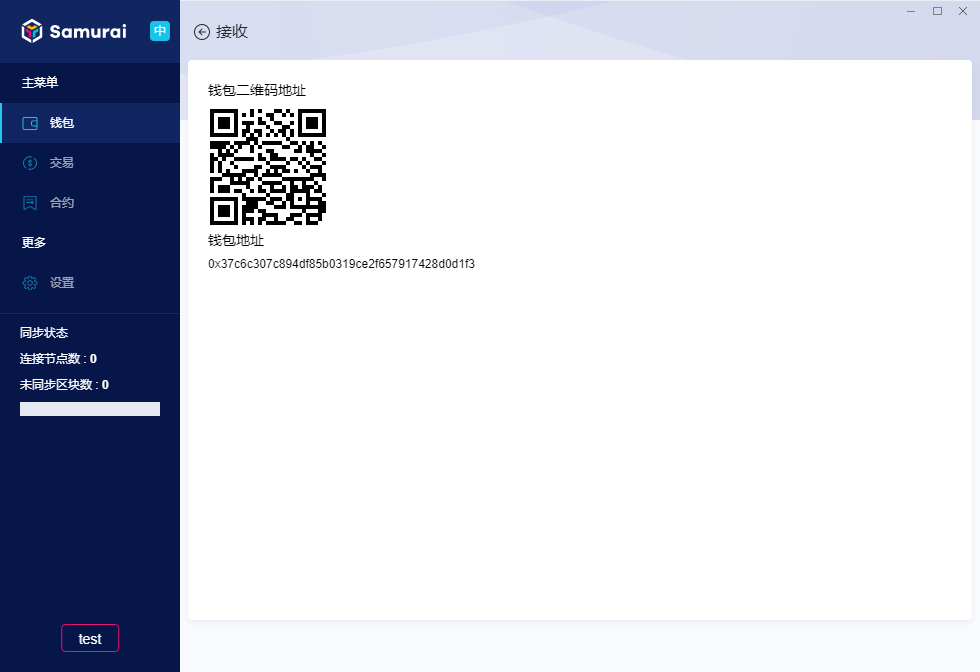 Samurai
中
主菜单
钱包
交易
合约
更多
设置
同步状态
连接节点数 : 0
未同步区块数 : 0
test
接收
钱包二维码地址
钱包地址
0x37c6c307c894df85b0319ce2f657917428d0d1f3